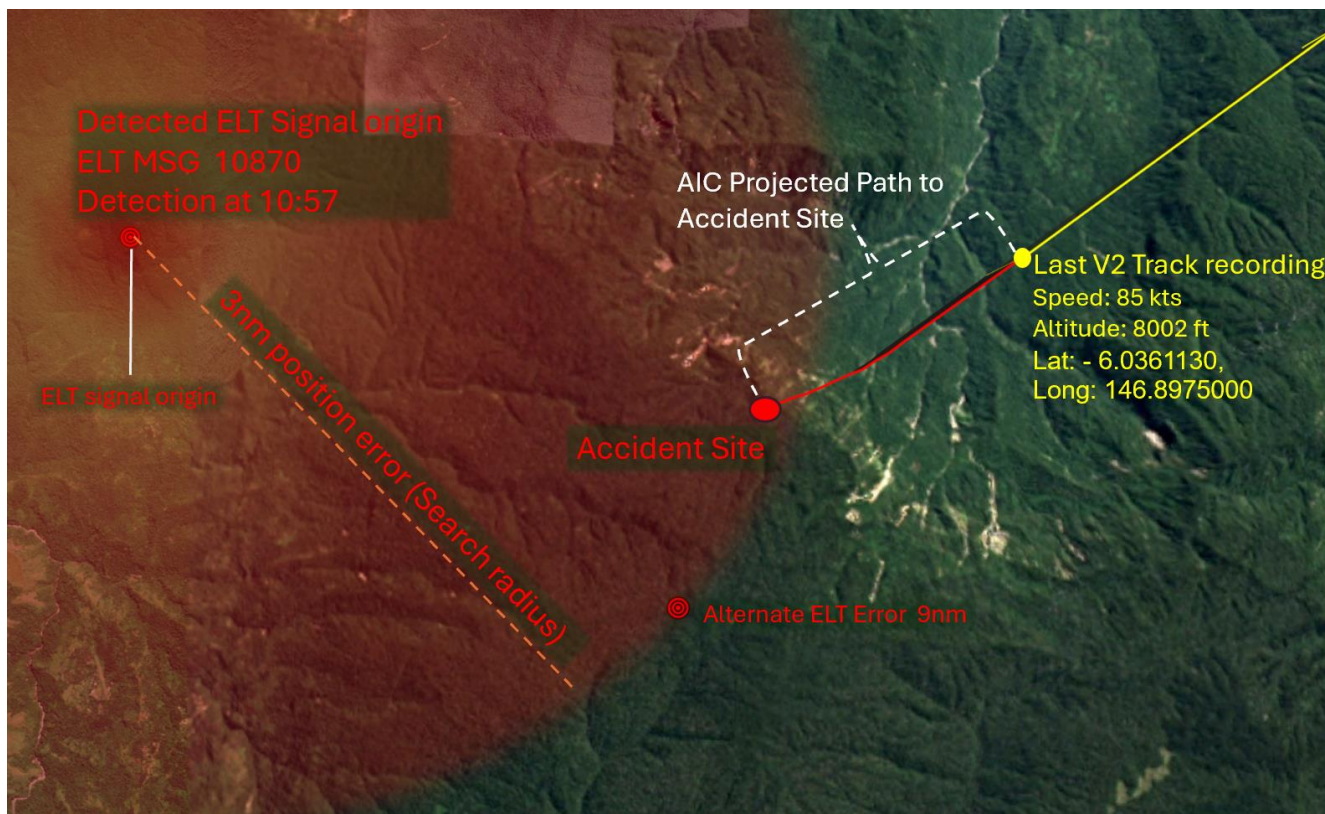 Detected ELT Signal origin
ELT MSG  10870
Detection at 10:57
AIC Projected Path to
Accident Site
Last V2 Track recording
Speed: 85 kts
Altitude: 8002 ft
Lat: - 6.0361130,
Long: 146.8975000
3nm position error (Search radius)
ELT signal origin
Accident Site
Alternate ELT Error  9nm